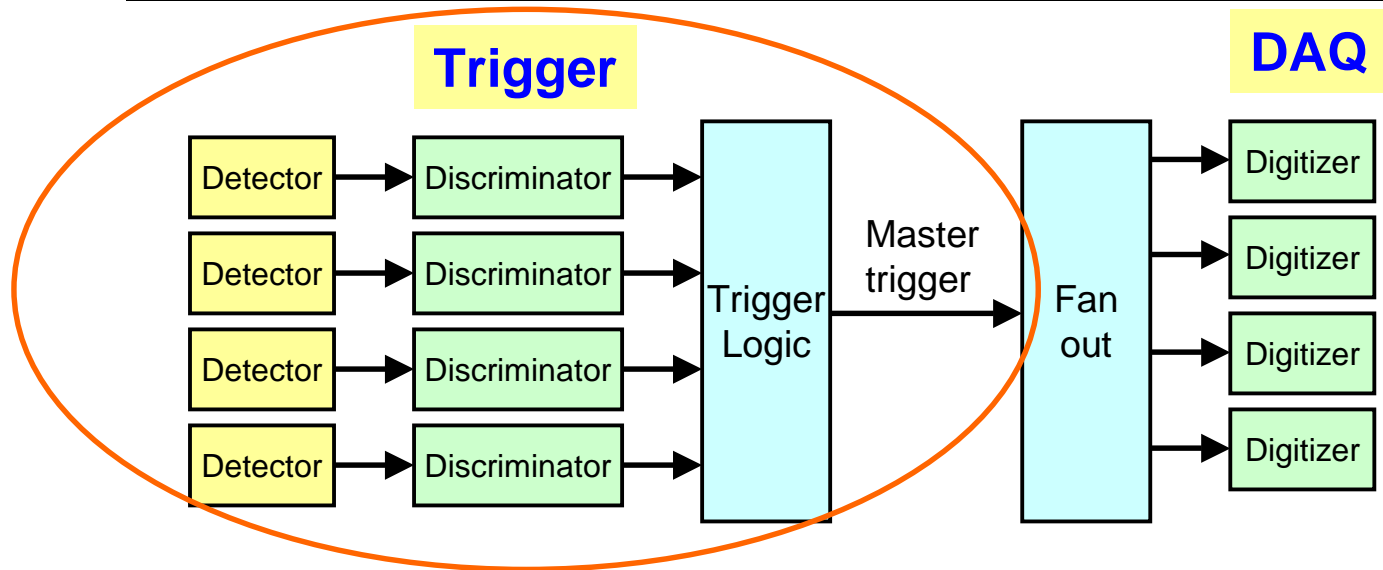 Trigger
DAQ
Detector
Discriminator
Detector
Discriminator
Detector
Discriminator
Detector
Discriminator
Trigger
Logic
Master
trigger
Fan
out
Digitizer
Digitizer
Digitizer
Digitizer